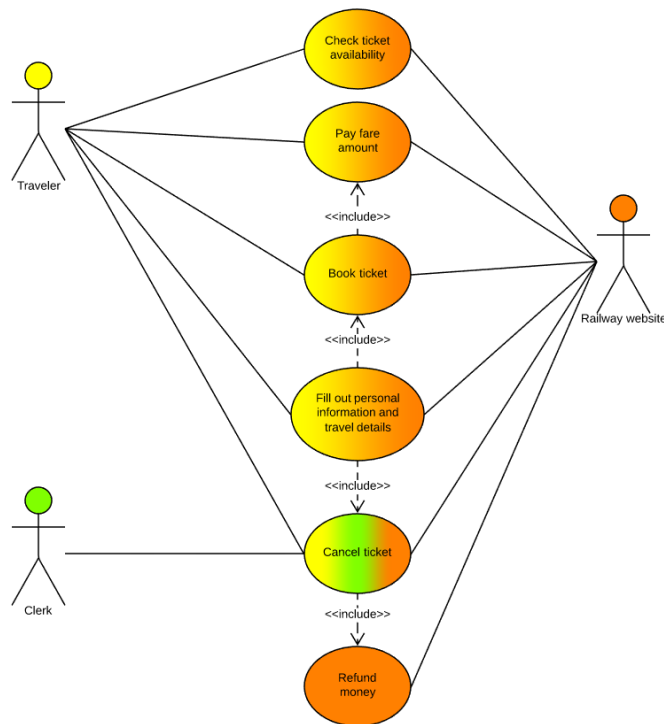 Check ticket
availability
Pay fare
amount
Traveler
<<include>>
Book ticket
Railway website
<<include>>
Fill out personal
information and
travel details
<<include>>
Cancel ticket
Clerk
<<include>>
Refund
money